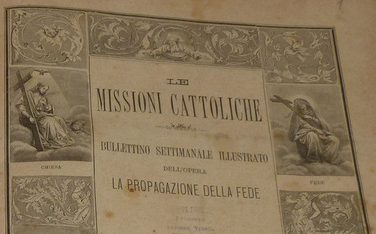 LE
MISSIONI CATTOLICHE
BULLETTINO SETTIMANALE ILLUSTRATO
DELL'OPERA
LA PROPAGAZIONE DELLA FEDE
CHIESA
FEDE